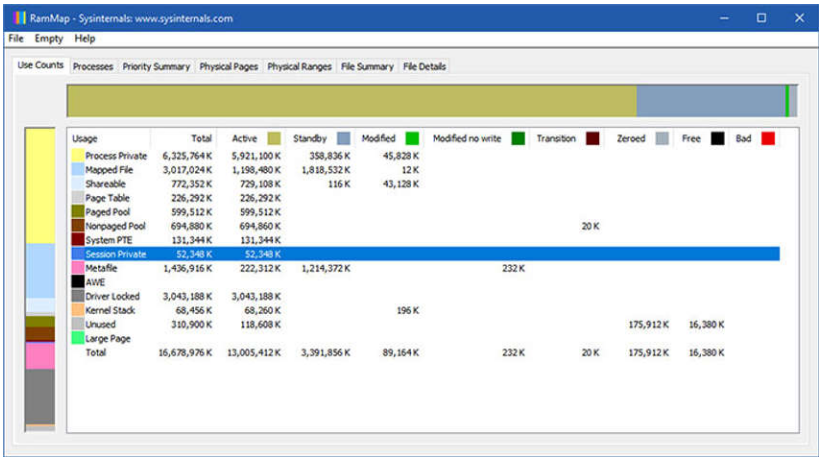 RamMap - Sysinternals: www.sysinternals.com
File Empty Help
Use Counts Processes Priority Summary Physical Pages Physical Ranges File Summary File Details
Usage Total Active Standby Modified Modified no write Transition Zeroed Free Bad
Process Private 6,325,764 K 5,921,100 K 358,836 K 45,828 K
Mapped File 3,017,024 K 1,198,480 K 1,818,532 K 12 K
Shareable 772,352 K 729,108 K 116 K 43,128 K
Page Table 226,292 K 226,292 K
Paged Pool 599,512 K 599,512 K
Nonpaged Pool 694,880 K 694,860 K 20 K
System PTE 131,344 K 131,344 K
Session Private 52,348 K 52,348 K
Metafile 1,436,916 K 222,312 K 1,214,372 K 232 K
AWE
Driver Locked 3,043,188 K 3,043,188 K
Kernel Stack 68,456 K 68,260 K 196 K
Unused 310,900 K 118,608 K 175,912 K 16,380 K
Large Page
Total 16,678,976 K 13,005,412 K 3,391,856 K 89,164 K 232 K 20 K 175,912 K 16,380 K